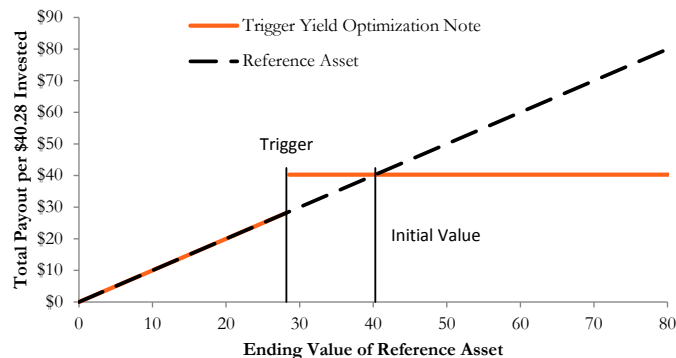 $90
$80
$70
$60
$50
$40
$30
$20
$10
$0
Total Payout per $40.28 Invested
Trigger Yield Optimization Note
Reference Asset
Trigger
Initial Value
0 10 20 30 40 50 60 70 80
Ending Value of Reference Asset